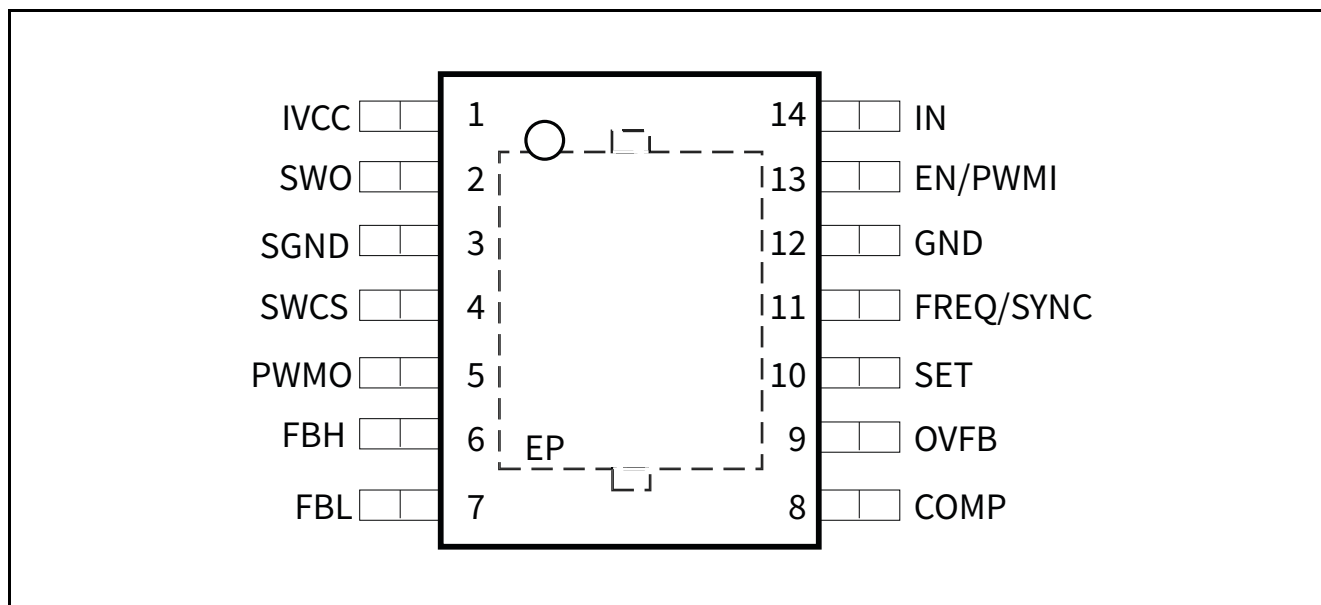 IVCC 1 14 IN
SWO 2 13 EN/PWMI
SGND 3 12 GND
SWCS 4 11 FREQ/SYNC
PWMO 5 10 SET
FBH 6 EP 9 OVFB
FBL 7 8 COMP